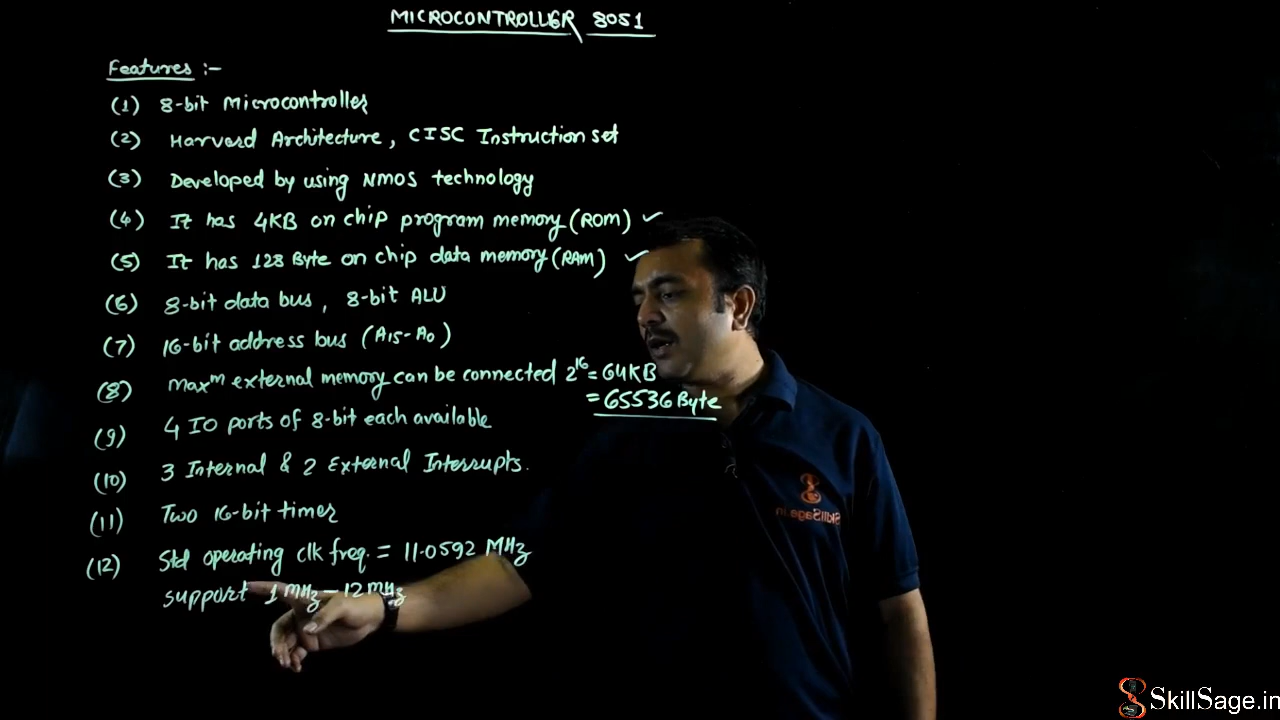 MICROCONTROLLER 8051
Features :-
(1) 8-bit Microcontroller
(2) Harvard Architecture, CISC Instruction set
(3) Developed by using NMOS technology
(4) It has 4KB on chip program memory (ROM) ✓
(5) It has 128 Byte on chip data memory (RAM) ✓
(6) 8-bit data bus, 8-bit ALU
(7) 16-bit address bus (A15-A0)
(8) maxᵐ external memory can be connected 2¹⁶ = 64KB
= 65536 Byte
(9) 4 IO ports of 8-bit each available
(10) 3 Internal & 2 External Interrupts.
(11) Two 16-bit timer
(12) Std operating clk freq. = 11.0592 MHz
support 1 MHz - 12 MHz
SkillSage.in
SkillSage.in